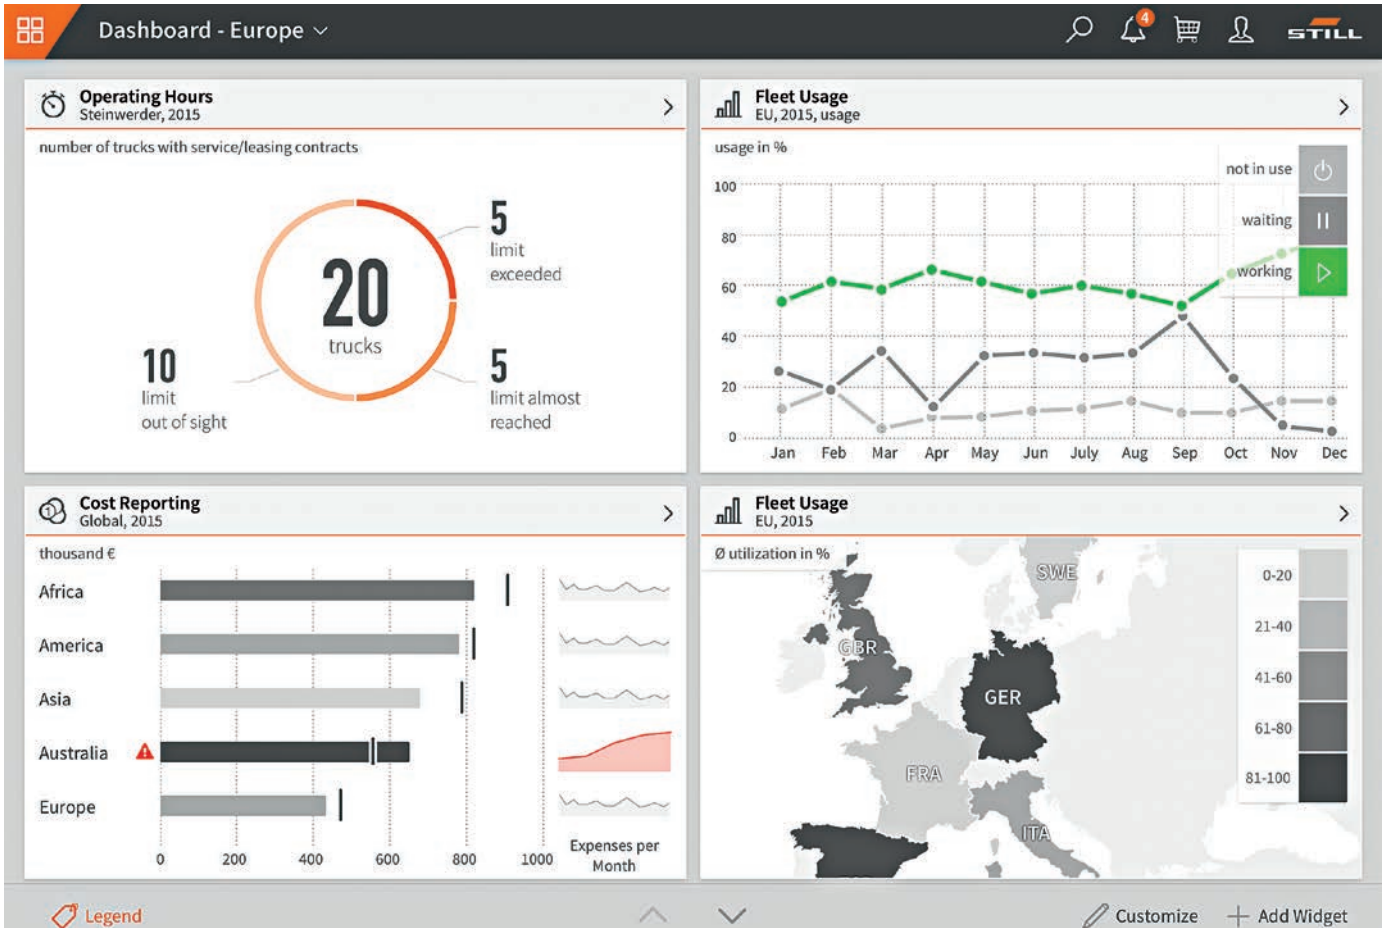 Dashboard - Europe
4
STILL
Operating Hours
Steinwerder, 2015
number of trucks with service/leasing contracts
5
limit
exceeded
20
trucks
10
limit
out of sight
5
limit almost
reached
Fleet Usage
EU, 2015, usage
usage in %
not in use
waiting
working
100
80
60
40
20
0
Jan Feb Mar Apr May Jun July Aug Sep Oct Nov Dec
Cost Reporting
Global, 2015
thousand €
Africa
America
Asia
Australia
Europe
0 200 400 600 800 1000
Expenses per
Month
Fleet Usage
EU, 2015
Ø utilization in %
SWE
GBR
GER
FRA
ITA
0-20
21-40
41-60
61-80
81-100
Legend
Customize
Add Widget